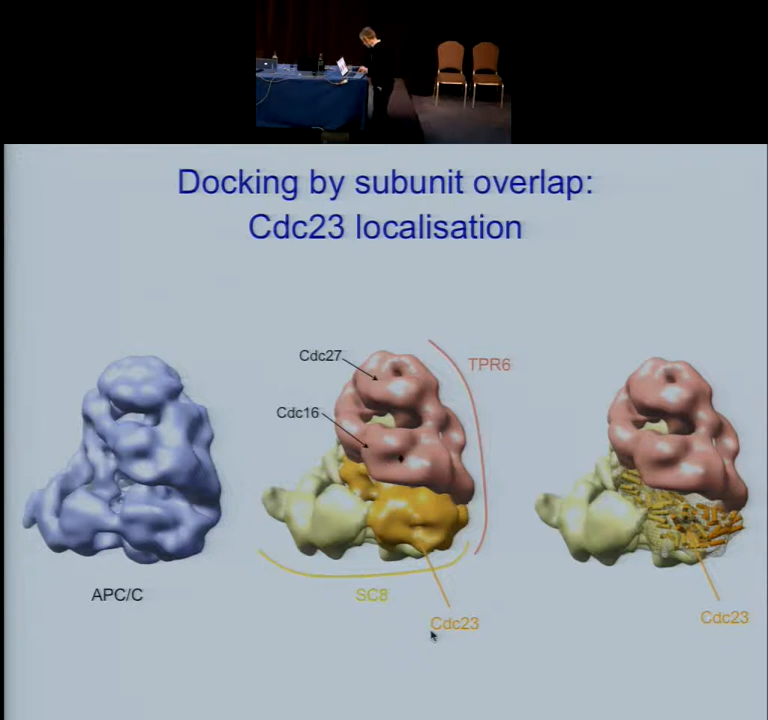 Docking by subunit overlap:
Cdc23 localisation
Cdc27
TPR6
Cdc16
APC/C
SC8
Cdc23
Cdc23